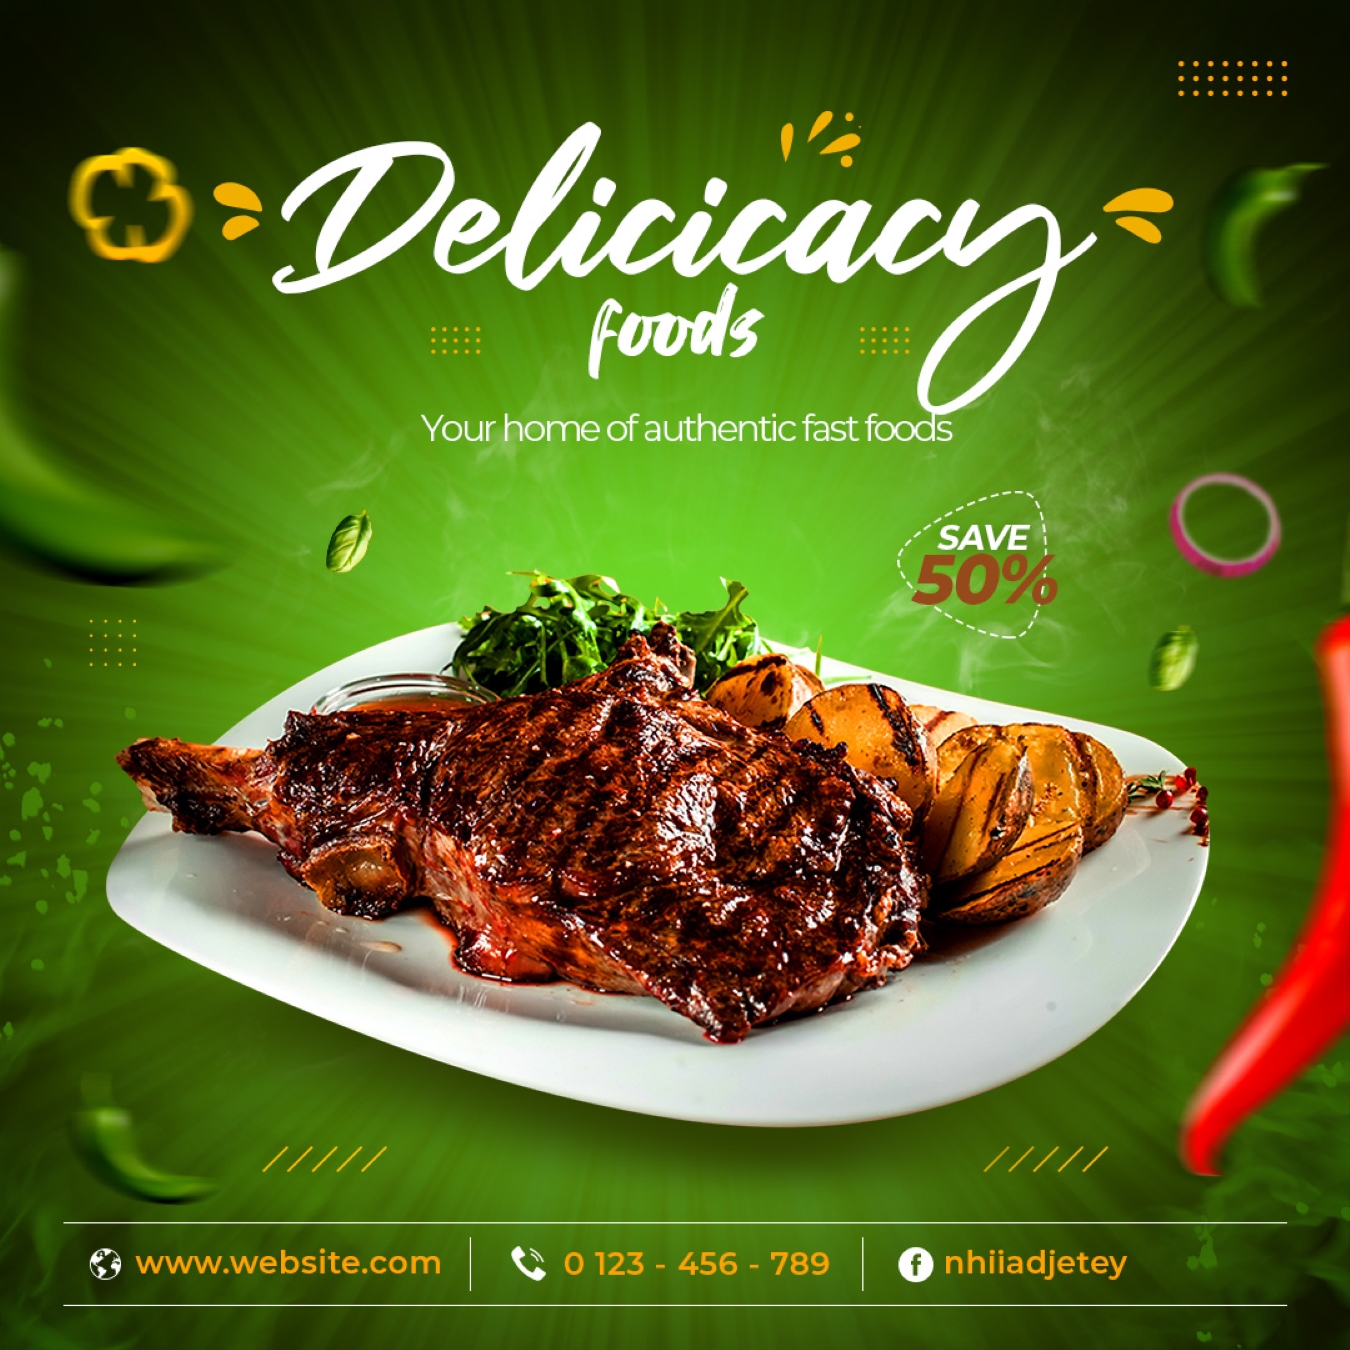 Delicicacy
foods
Your home of authentic fast foods
SAVE
50%
www.website.com
0 123 - 456 - 789
nhiiadjetey